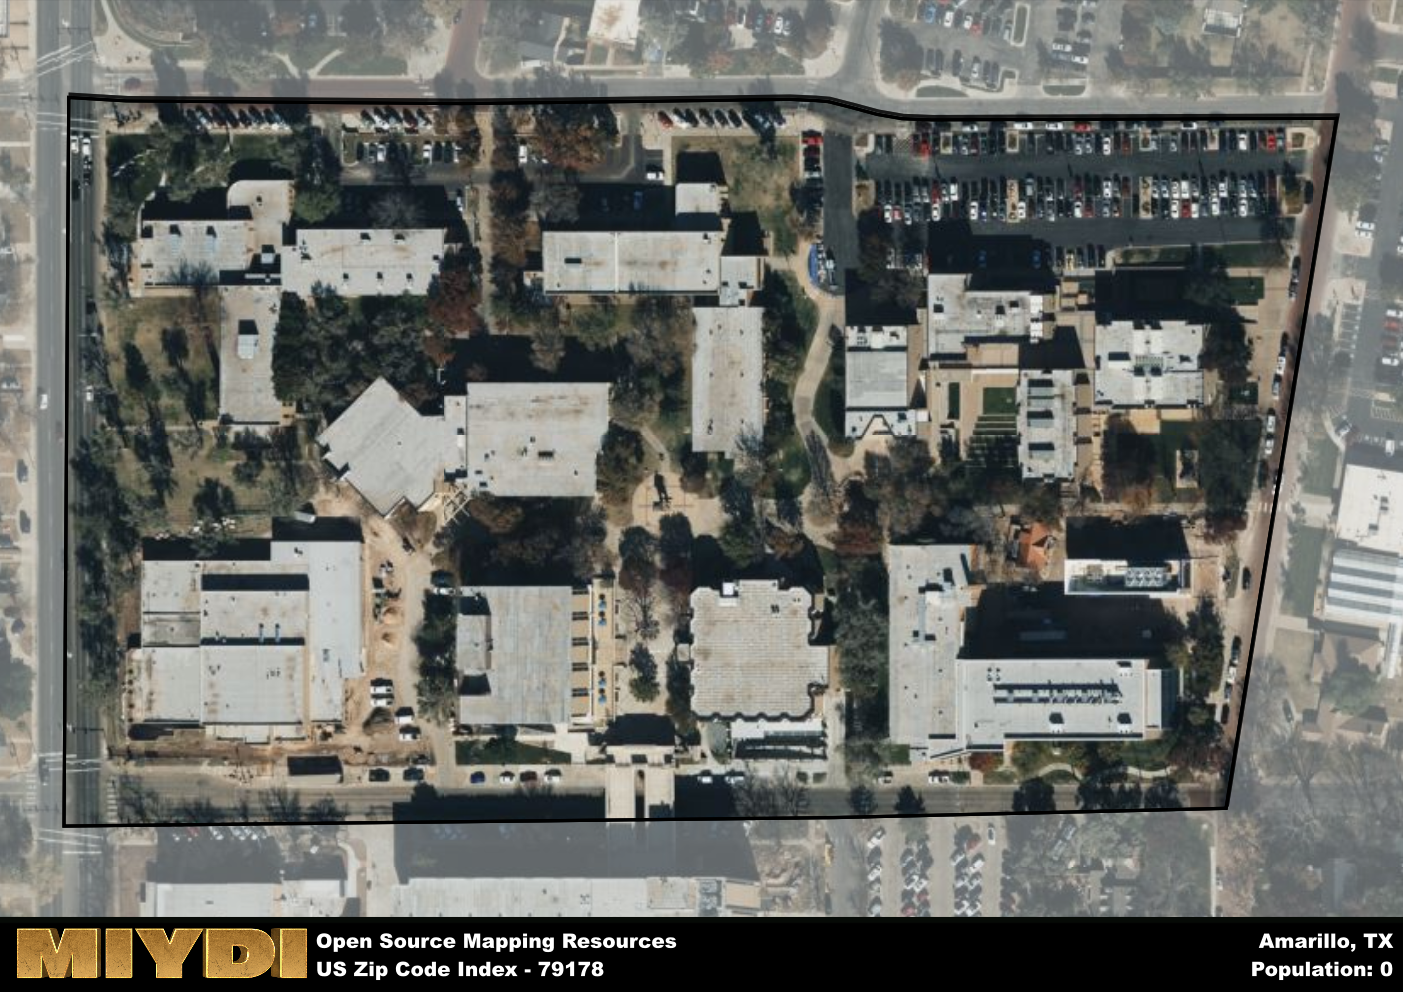 MIYDI
Open Source Mapping Resources
US Zip Code Index - 79178
Amarillo, TX
Population: 0